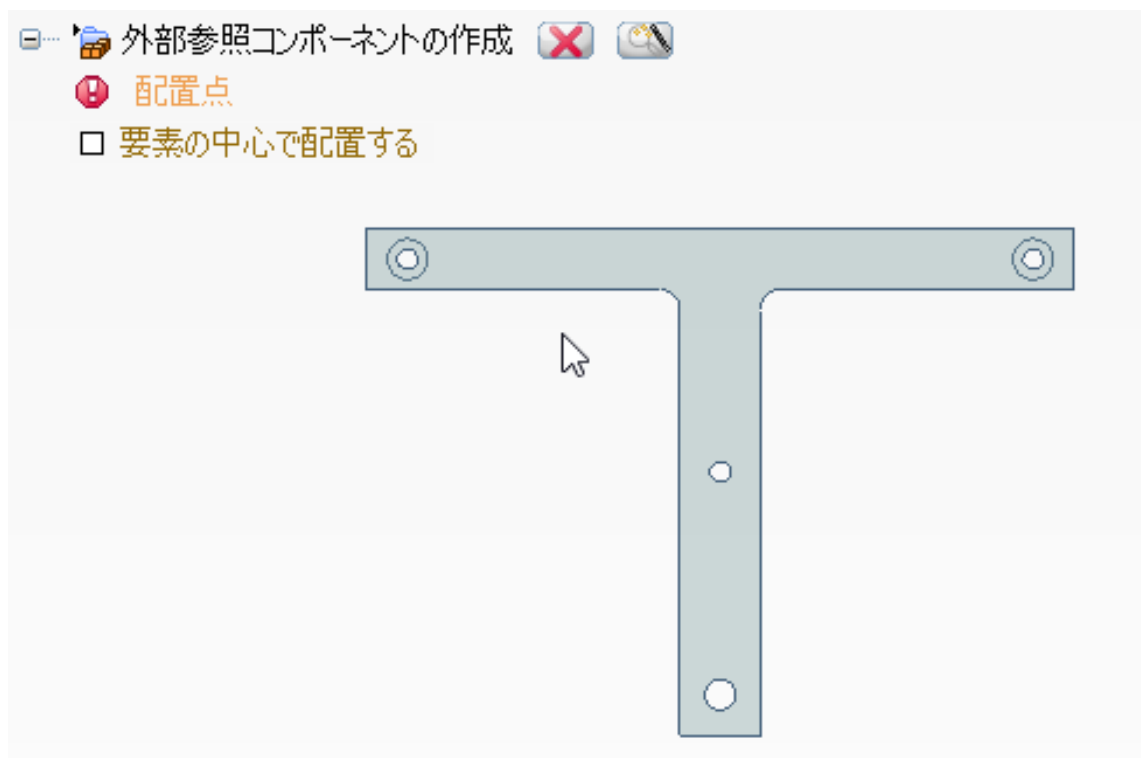 外部参照コンポーネントの作成
配置点
要素の中心で配置する